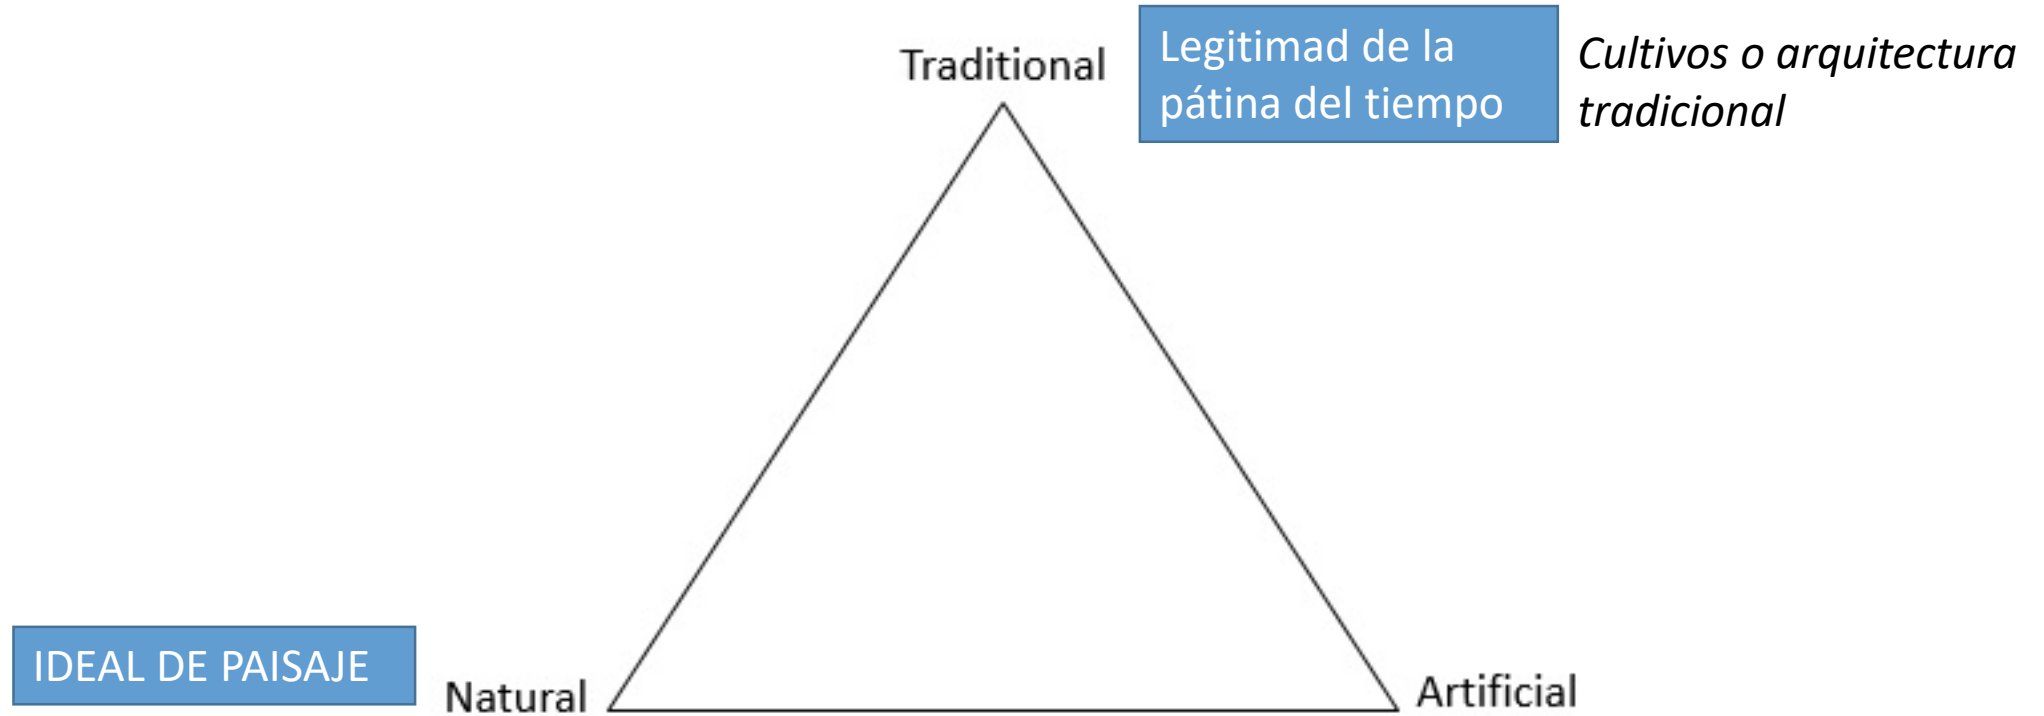 Traditional
Legitimad de la
pátina del tiempo
Cultivos o arquitectura
tradicional
IDEAL DE PAISAJE
Natural
Artificial